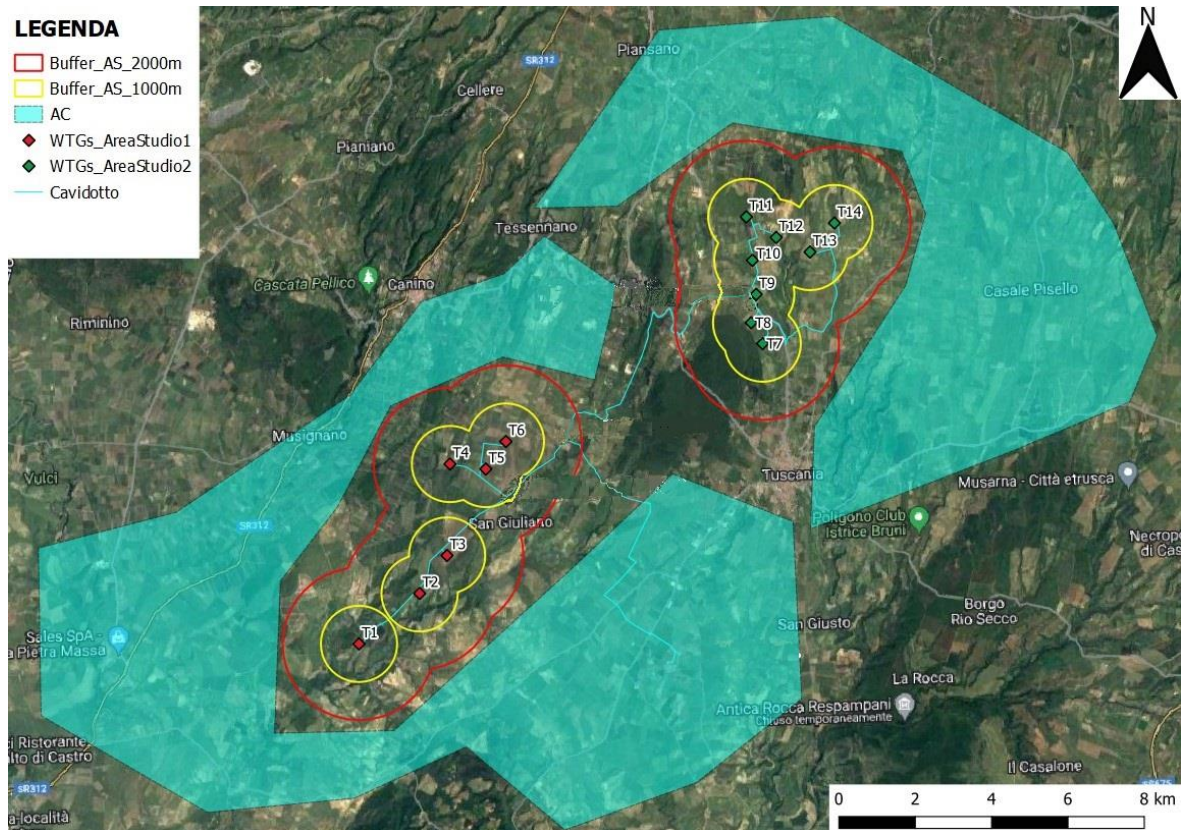 LEGENDA
Buffer_AS_2000m
Buffer_AS_1000m
AC
WTGs_AreaStudio1
WTGs_AreaStudio2
Cavidotto
N
Piansano
SR312
Cellere
Pianiano
Tessennano
T11
T14
T12
T13
T10
T9
T8
T7
Cascata Pellico
Canino
Casale Pisello
Riminino
Musignano
T6
T4
T5
Vulci
Tuscania
Musarna - Città etrusca
SR312
San Giuliano
Poligono Club
Istrice Bruni
Necropo
di Cas
T3
T2
T1
Borgo
Rio Secco
San Giusto
Sales SpA -
a Pietra Massa
La Rocca
Antica Rocca Respampani
Chiuso temporaneamente
ci Ristorante
lto di Castro
Il Casalone
SR312
SR675
a-località
0 2 4 6 8 km